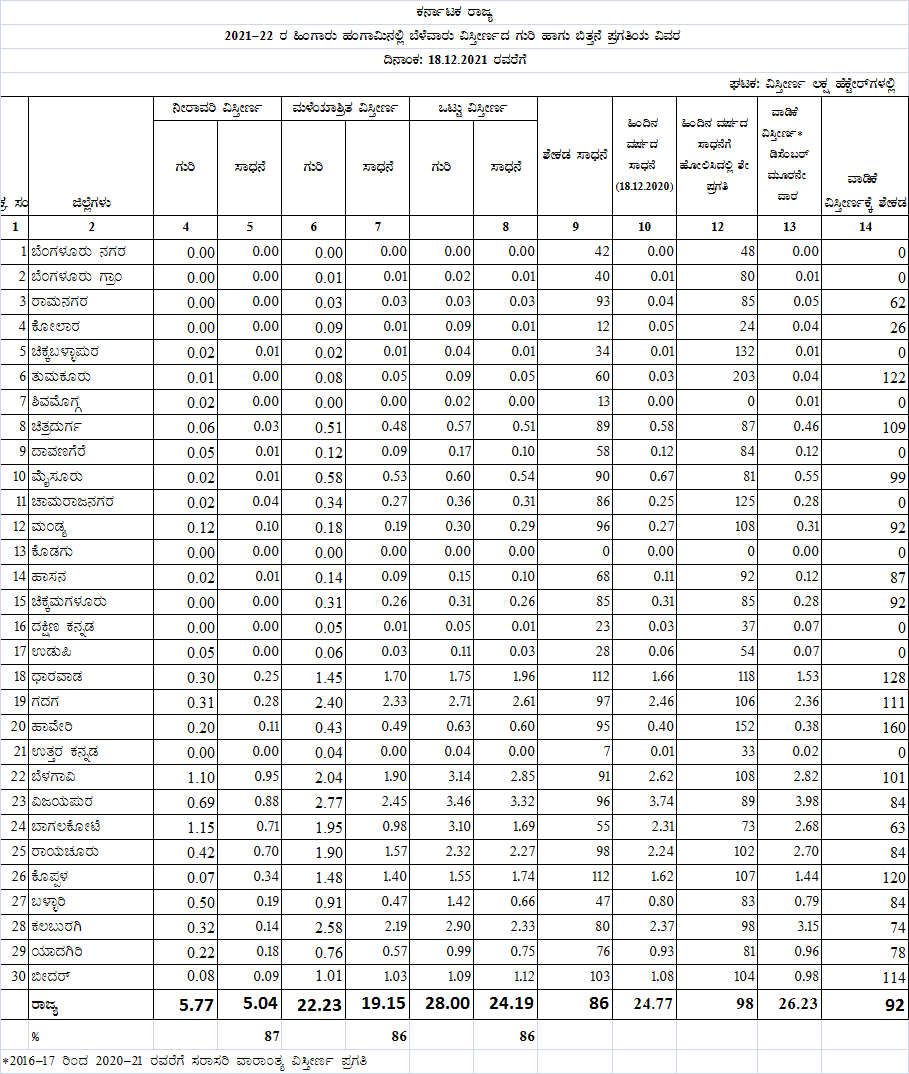 ಕರ್ನಾಟಕ ರಾಜ್ಯ
2021–22 ರ ಹಿಂಗಾರು ಹಂಗಾಮಿನಲ್ಲಿ ಬೆಳೆವಾರು ವಿಸ್ತೀರ್ಣದ ಗುರಿ ಹಾಗು ಬಿತ್ತನೆ ಪ್ರಗತಿಯ ವಿವರ
ದಿನಾಂಕ: 18.12.2021 ರವರೆಗೆ
ಘಟಕ: ವಿಸ್ತೀರ್ಣ ಲಕ್ಷ ಹೆಕ್ಟೇರ್‌ಗಳಲ್ಲಿ
ಕ್ರ ಸಂ ಜಿಲ್ಲೆಗಳು ನೀರಾವರಿ ವಿಸ್ತೀರ್ಣ ಮಳೆಯಾಶ್ರಿತ ವಿಸ್ತೀರ್ಣ ಒಟ್ಟು ವಿಸ್ತೀರ್ಣ ಶೇಕಡ ಸಾಧನೆ ಹಿಂದಿನ ವರ್ಷದ ಸಾಧನೆ (18.12.2020) ಹಿಂದಿನ ವರ್ಷದ ಸಾಧನೆಗೆ ಹೋಲಿಸಿದಲ್ಲಿ ಶೇ ಪ್ರಗತಿ ವಾಡಿಕೆ ವಿಸ್ತೀರ್ಣ* ಡಿಸೆಂಬರ್ ಮೂರನೇ ವಾರ ವಾಡಿಕೆ ವಿಸ್ತೀರ್ಣಕ್ಕೆ ಶೇಕಡ
ಗುರಿ ಸಾಧನೆ ಗುರಿ ಸಾಧನೆ ಗುರಿ ಸಾಧನೆ
1 2 4 5 6 7 8 9 10 12 13 14
1 ಬೆಂಗಳೂರು ನಗರ 0.00 0.00 0.00 0.00 0.00 0.00 42 0.00 48 0.00 0
2 ಬೆಂಗಳೂರು ಗ್ರಾಂ 0.00 0.00 0.01 0.01 0.02 0.01 40 0.01 80 0.01 0
3 ರಾಮನಗರ 0.00 0.00 0.03 0.03 0.03 0.03 93 0.04 85 0.05 62
4 ಕೋಲಾರ 0.00 0.00 0.09 0.01 0.09 0.01 12 0.05 24 0.04 26
5 ಚಿಕ್ಕಬಳ್ಳಾಪುರ 0.02 0.01 0.02 0.01 0.04 0.01 34 0.01 132 0.01 0
6 ತುಮಕೂರು 0.01 0.00 0.08 0.05 0.09 0.05 60 0.03 203 0.04 122
7 ಶಿವಮೊಗ್ಗ 0.02 0.00 0.00 0.00 0.02 0.00 13 0.00 0 0.01 0
8 ಚಿತ್ರದುರ್ಗ 0.06 0.03 0.51 0.48 0.57 0.51 89 0.58 87 0.46 109
9 ದಾವಣಗೆರೆ 0.05 0.01 0.12 0.09 0.17 0.10 58 0.12 84 0.12 0
10 ಮೈಸೂರು 0.02 0.01 0.58 0.53 0.60 0.54 90 0.67 81 0.55 99
11 ಚಾಮರಾಜನಗರ 0.02 0.04 0.34 0.27 0.36 0.31 86 0.25 125 0.28 0
12 ಮಂಡ್ಯ 0.12 0.10 0.18 0.19 0.30 0.29 96 0.27 108 0.31 92
13 ಕೊಡಗು 0.00 0.00 0.00 0.00 0.00 0.00 0 0.00 0 0.00 0
14 ಹಾಸನ 0.02 0.01 0.14 0.09 0.15 0.10 68 0.11 92 0.12 87
15 ಚಿಕ್ಕಮಗಳೂರು 0.00 0.00 0.31 0.26 0.31 0.26 85 0.31 85 0.28 92
16 ದಕ್ಷಿಣ ಕನ್ನಡ 0.00 0.00 0.05 0.01 0.05 0.01 23 0.03 37 0.07 0
17 ಉಡುಪಿ 0.05 0.00 0.06 0.03 0.11 0.03 28 0.06 54 0.07 0
18 ಧಾರವಾಡ 0.30 0.25 1.45 1.70 1.75 1.96 112 1.66 118 1.53 128
19 ಗದಗ 0.31 0.28 2.40 2.33 2.71 2.61 97 2.46 106 2.36 111
20 ಹಾವೇರಿ 0.20 0.11 0.43 0.49 0.63 0.60 95 0.40 152 0.38 160
21 ಉತ್ತರ ಕನ್ನಡ 0.00 0.00 0.04 0.00 0.04 0.00 7 0.01 33 0.02 0
22 ಬೆಳಗಾವಿ 1.10 0.95 2.04 1.90 3.14 2.85 91 2.62 108 2.82 101
23 ವಿಜಯಪುರ 0.69 0.88 2.77 2.45 3.46 3.32 96 3.74 89 3.98 84
24 ಬಾಗಲಕೋಟೆ 1.15 0.71 1.95 0.98 3.10 1.69 55 2.31 73 2.68 63
25 ರಾಯಚೂರು 0.42 0.70 1.90 1.57 2.32 2.27 98 2.24 102 2.70 84
26 ಕೊಪ್ಪಳ 0.07 0.34 1.48 1.40 1.55 1.74 112 1.62 107 1.44 120
27 ಬಳ್ಳಾರಿ 0.50 0.19 0.91 0.47 1.42 0.66 47 0.80 83 0.79 84
28 ಕಲಬುರಗಿ 0.32 0.14 2.58 2.19 2.90 2.33 80 2.37 98 3.15 74
29 ಯಾದಗಿರಿ 0.22 0.18 0.76 0.57 0.99 0.75 76 0.93 81 0.96 78
30 ಬೀದರ್ 0.08 0.09 1.01 1.03 1.09 1.12 103 1.08 104 0.98 114
ರಾಜ್ಯ 5.77 5.04 22.23 19.15 28.00 24.19 86 24.77 98 26.23 92
% 87 86 86
*2016–17 ರಿಂದ 2020–21 ರವರೆಗೆ ಸರಾಸರಿ ವಾರಾಂತ್ಯ ವಿಸ್ತೀರ್ಣ ಪ್ರಗತಿ